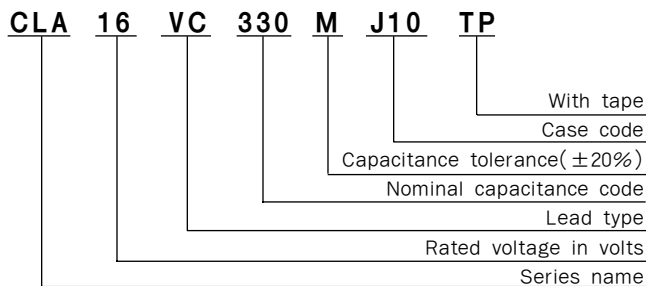 CLA 16 VC 330 M J10 TP
With tape
Case code
Capacitance tolerance(±20%)
Nominal capacitance code
Lead type
Rated voltage in volts
Series name